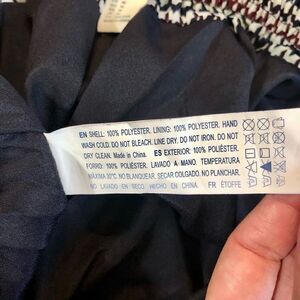 EN SHELL: 100% POLYESTER. LINING: 100% POLYESTER. HAND
WASH COLD. DO NOT BLEACH. LINE DRY. DO NOT IRON. DO NOT
DRY CLEAN. Made in China. ES EXTERIOR: 100% POLIÉSTER.
FORRO: 100% POLIÉSTER. LAVADO A MANO. TEMPERATURA
MÁXIMA 30°C. NO BLANQUEAR. SECAR COLGADO. NO PLANCHAR.
NO LAVADO EN SECO. HECHO EN CHINA. FR ÉTOFFE